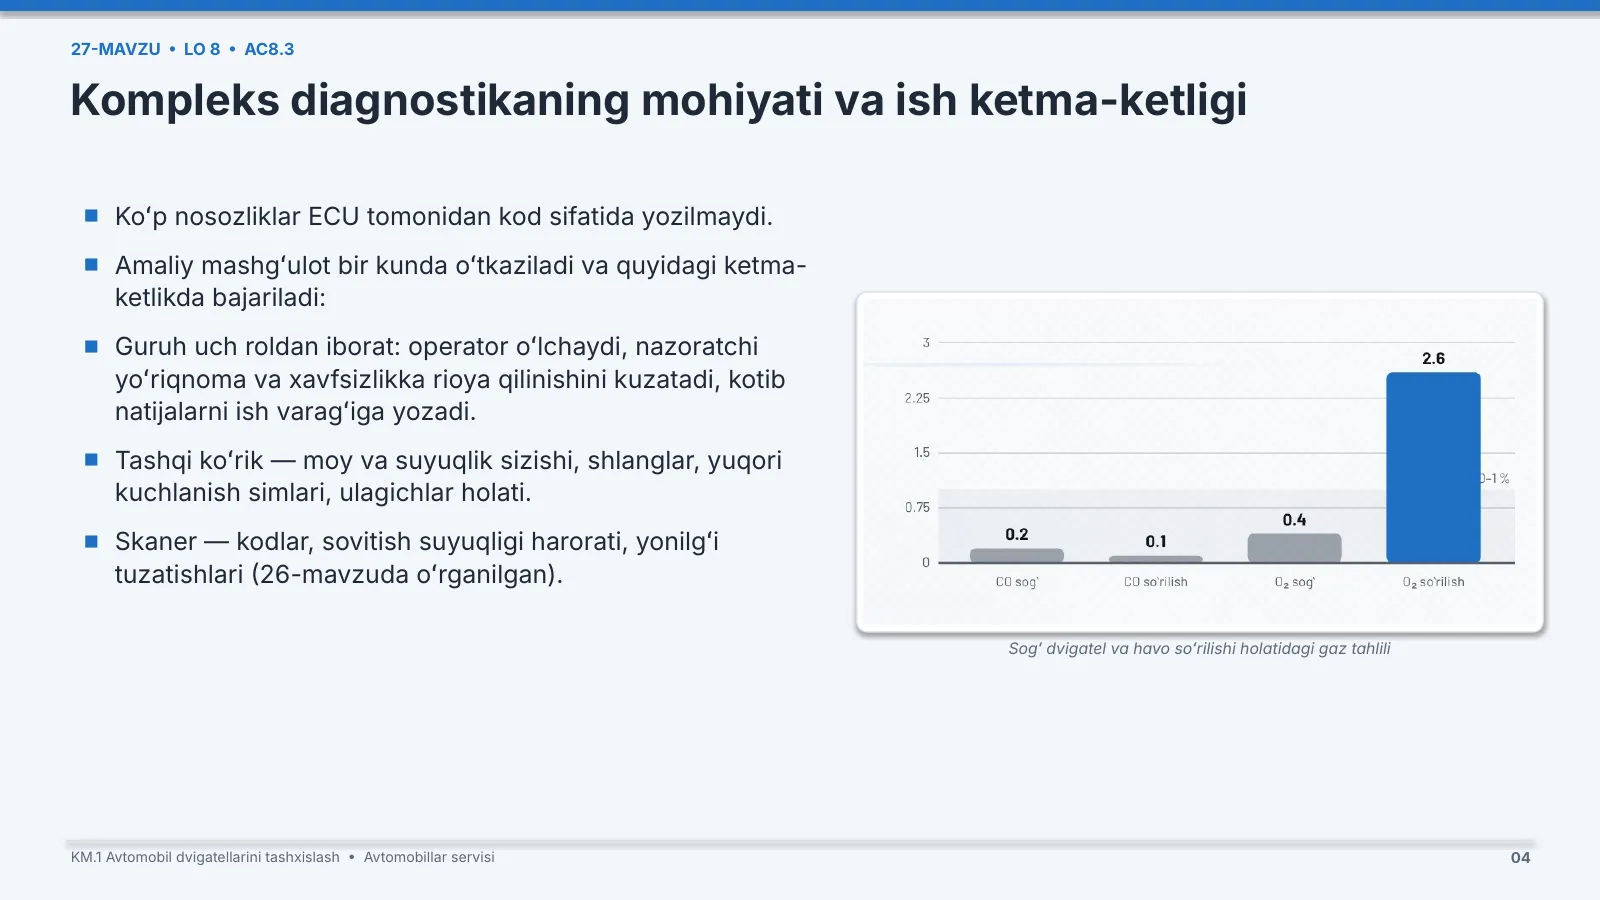 27-MAVZU • LO 8 • AC8.3
Kompleks diagnostikaning mohiyati va ish ketma-ketligi
Koʻp nosozliklar ECU tomonidan kod sifatida yozilmaydi.
Amaliy mashgʻulot bir kunda oʻtkaziladi va quyidagi ketma-
ketlikda bajariladi:
Guruh uch roldan iborat: operator oʻlchaydi, nazoratchi
yoʻriqnoma va xavfsizlikka rioya qilinishini kuzatadi, kotib
natijalarni ish varagʻiga yozadi.
Tashqi koʻrik — moy va suyuqlik sizishi, shlanglar, yuqori
kuchlanish simlari, ulagichlar holati.
Skaner — kodlar, sovitish suyuqligi harorati, yonilgʻi
tuzatishlari (26-mavzuda oʻrganilgan).
3
2.6
2.25
1.5
0–1 %
0.75
0.2
0.1
0.4
0
CO sogʻ
CO soʻrilish
O₂ sogʻ
O₂ soʻrilish
Sogʻ dvigatel va havo soʻrilishi holatidagi gaz tahlili
KM.1 Avtomobil dvigatellarini tashxislash • Avtomobillar servisi
04